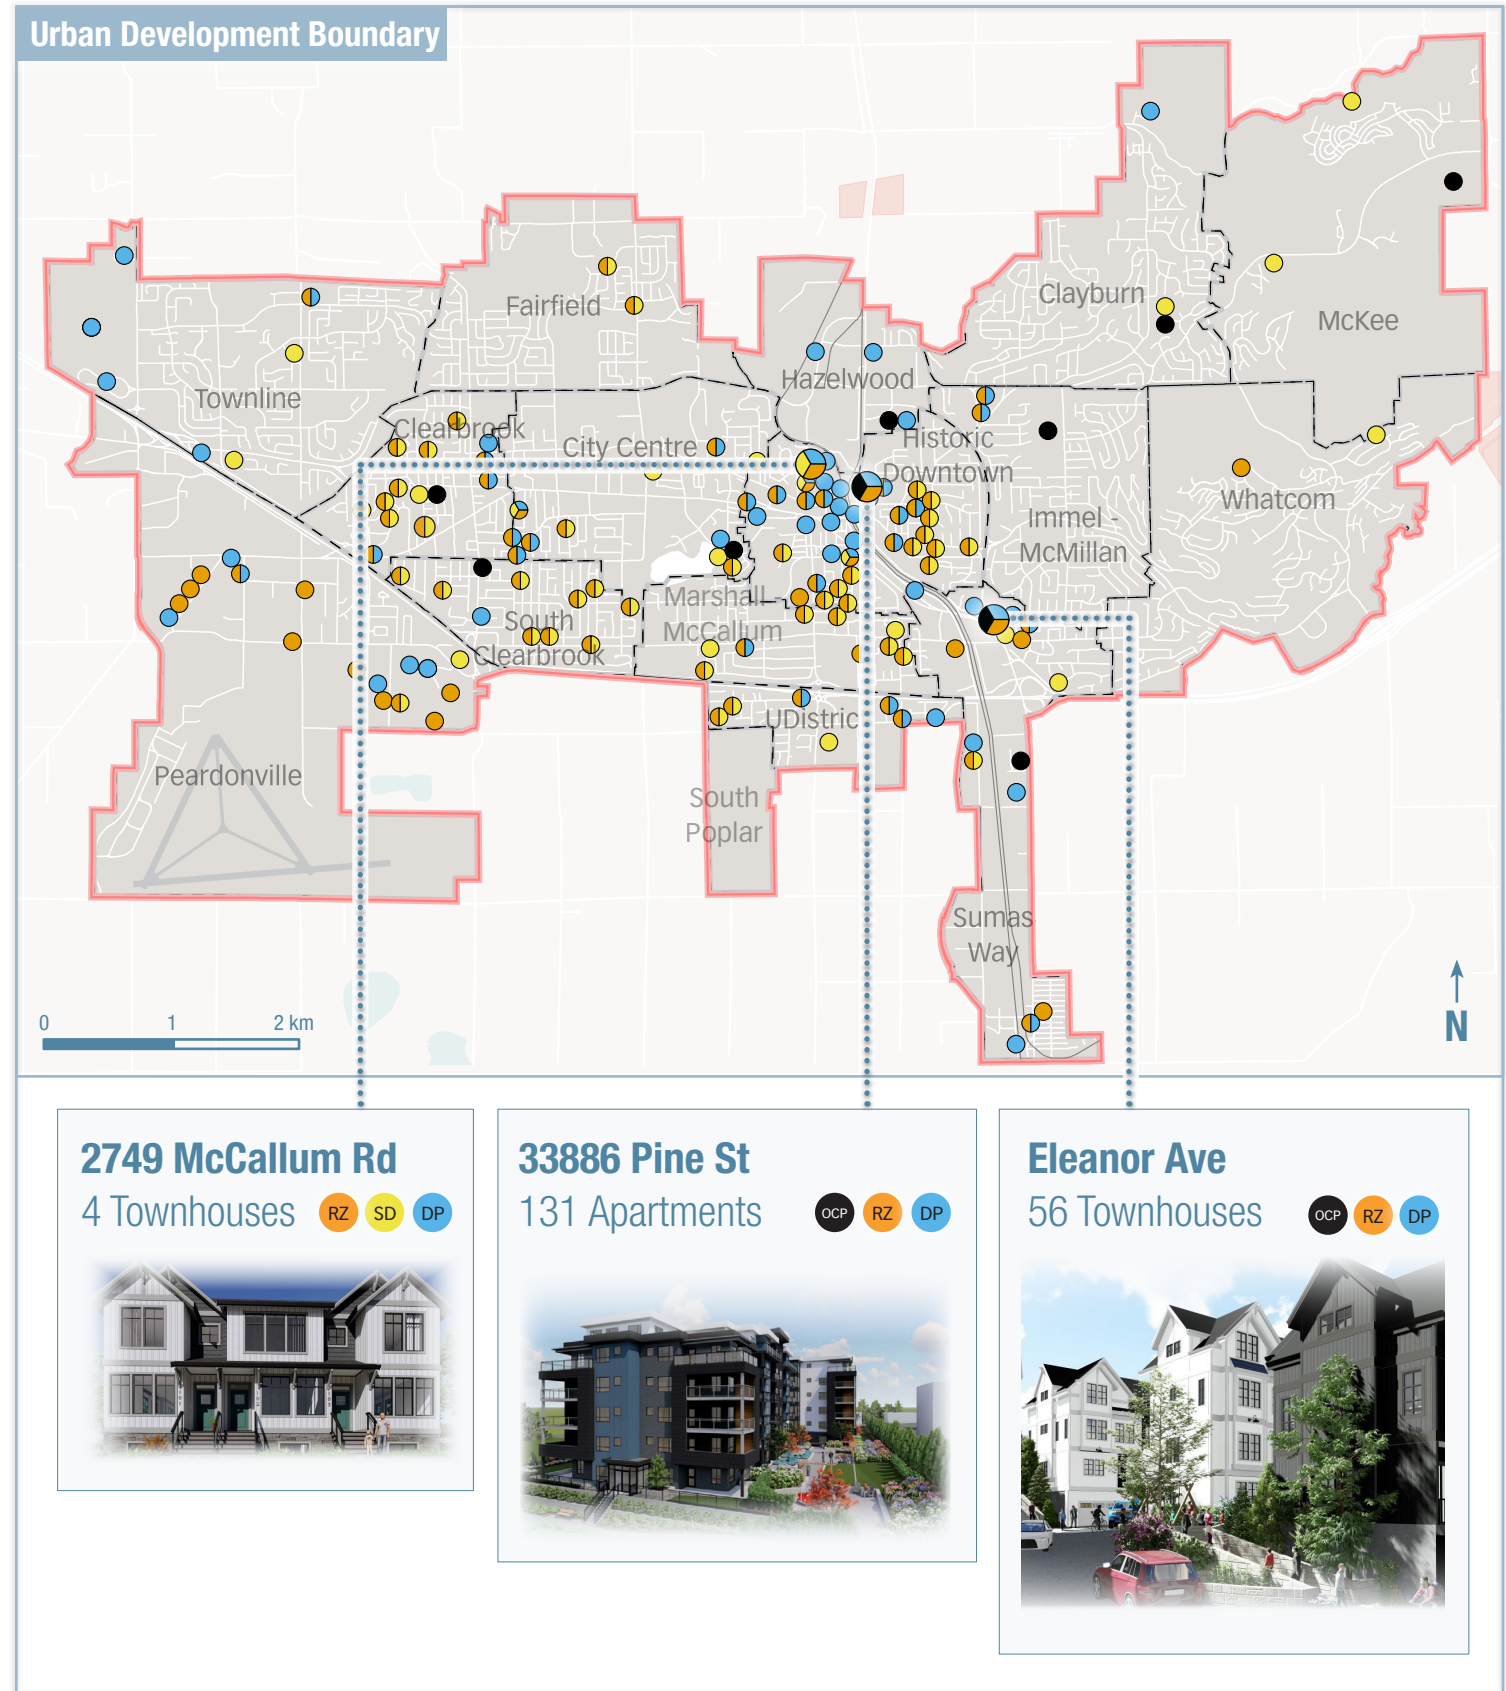 Urban Development Boundary
Fairfield
Clayburn
McKee
Townline
Hazelwood
Clearbrook
City Centre
Historic
Downtown
Whatcom
Immel -
McMillan
Marshall
McCallum
South
Clearbrook
UDistric
Peardonville
South
Poplar
Sumas
Way
0 1 2 km
N
2749 McCallum Rd
4 Townhouses RZ SD DP
33886 Pine St
131 Apartments OCP RZ DP
Eleanor Ave
56 Townhouses OCP RZ DP